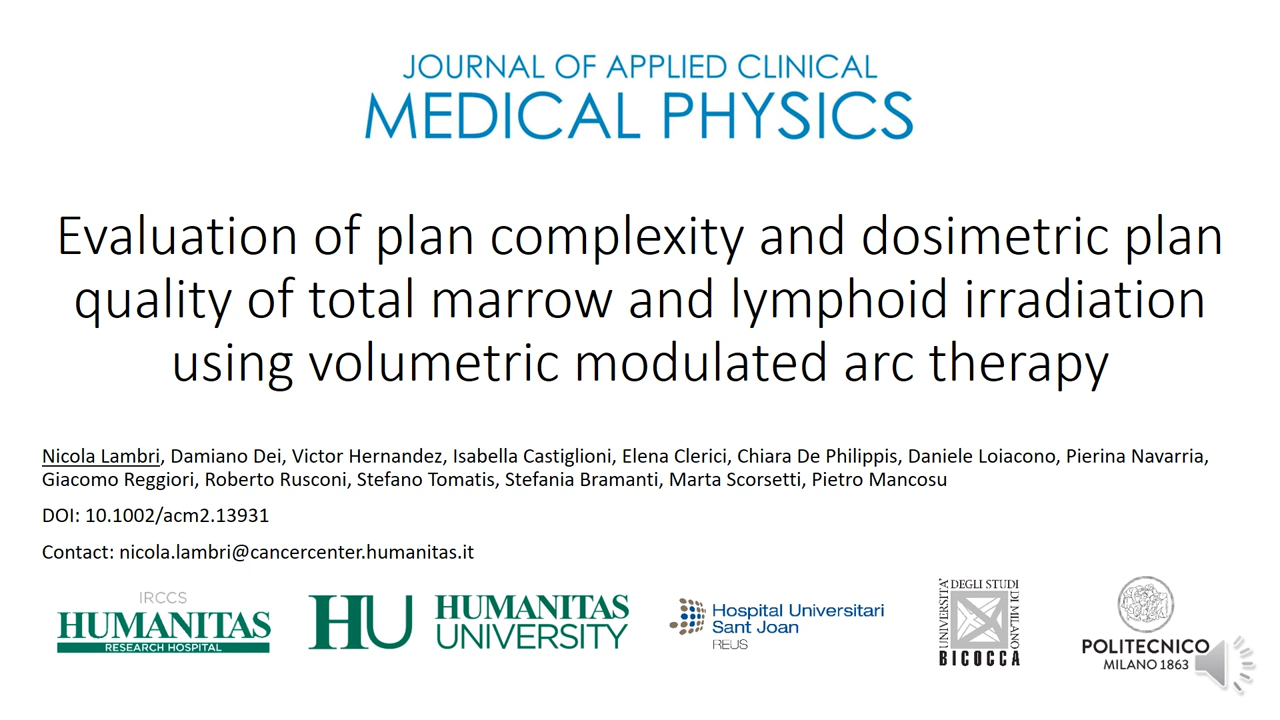 JOURNAL OF APPLIED CLINICAL
MEDICAL PHYSICS
Evaluation of plan complexity and dosimetric plan
quality of total marrow and lymphoid irradiation
using volumetric modulated arc therapy
Nicola Lambri, Damiano Dei, Victor Hernandez, Isabella Castiglioni, Elena Clerici, Chiara De Philippis, Daniele Loiacono, Pierina Navarria,
Giacomo Reggiori, Roberto Rusconi, Stefano Tomatis, Stefania Bramanti, Marta Scorsetti, Pietro Mancosu
DOI: 10.1002/acm2.13931
Contact: nicola.lambri@cancercenter.humanitas.it
IRCCS
HUMANITAS
RESEARCH HOSPITAL
HU
HUMANITAS
UNIVERSITY
Hospital Universitari
Sant Joan
REUS
UNIVERSITÀ
DEGLI STUDI
DI MILANO
BICOCCA
POLITECNICO
MILANO 1863